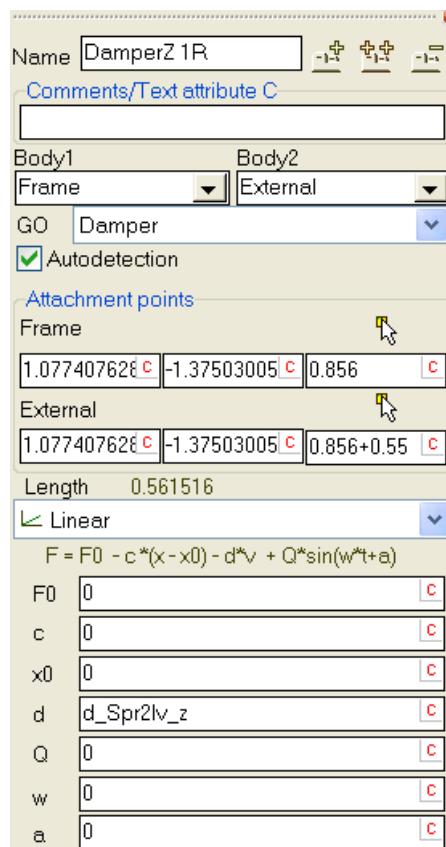 Name DamperZ 1R
Comments/Text attribute C
Body1 Body2
Frame External
GO Damper
Autodetection
Attachment points
Frame
1.077407628 C -1.37503005 C 0.856 C
External
1.077407628 C -1.37503005 C 0.856+0.55 C
Length 0.561516
Linear
F = F0 - c*(x-x0) - d*v + Q*sin(w*t+a)
F0 0 C
c 0 C
x0 0 C
d d_Spr2lv_z C
Q 0 C
w 0 C
a 0 C